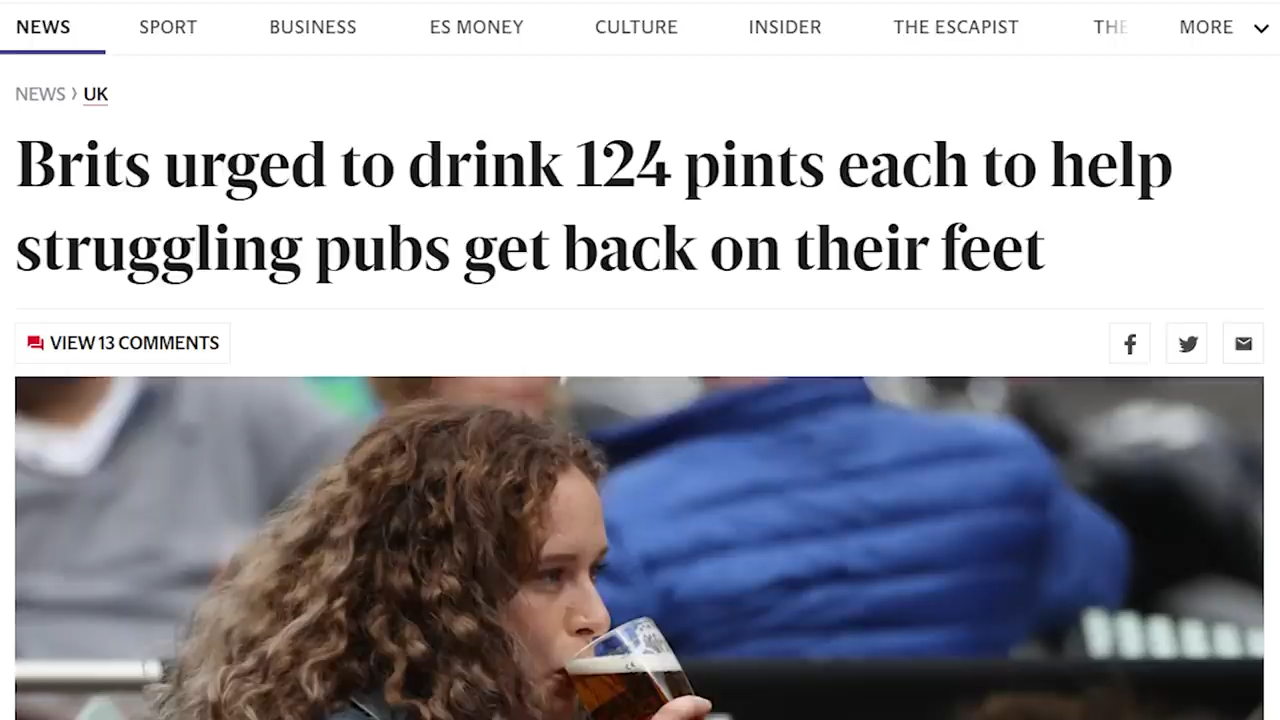 NEWS SPORT BUSINESS ES MONEY CULTURE INSIDER THE ESCAPIST THE MORE
NEWS › UK
Brits urged to drink 124 pints each to help
struggling pubs get back on their feet
VIEW 13 COMMENTS